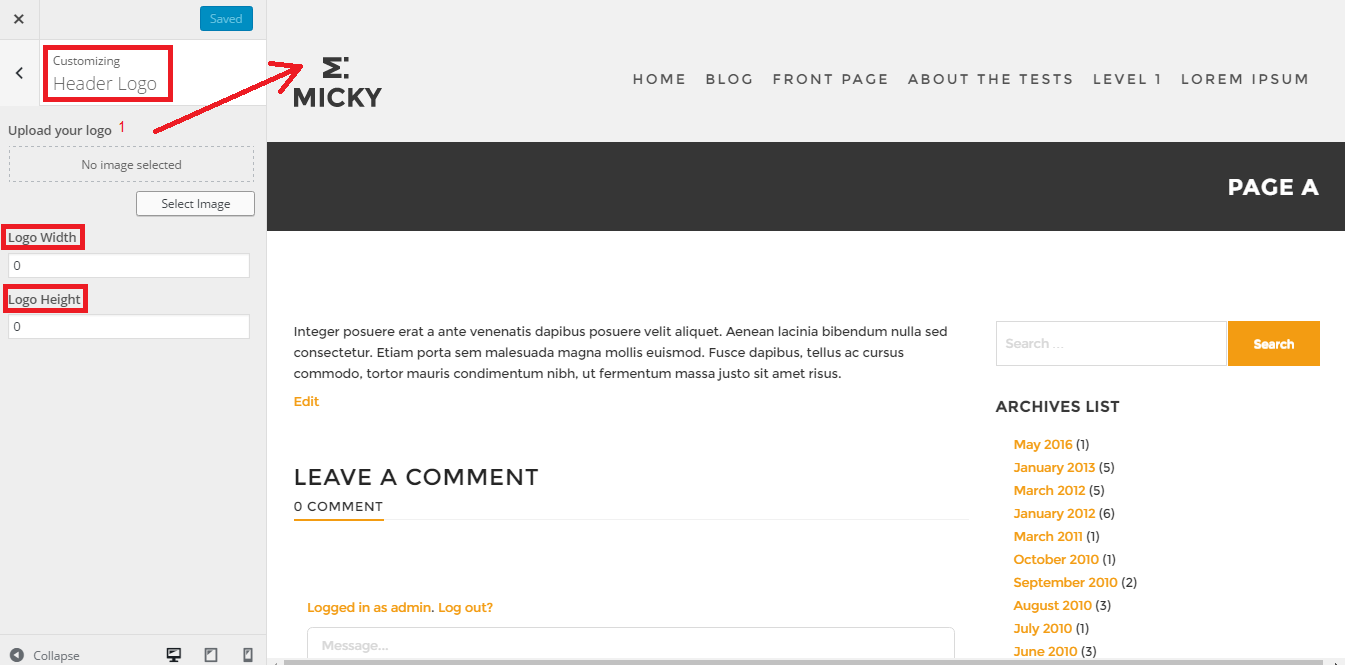 Saved
Customizing
Header Logo
Upload your logo 1
No image selected
Select Image
Logo Width
0
Logo Height
0
Collapse
MICKY
HOME BLOG FRONT PAGE ABOUT THE TESTS LEVEL 1 LOREM IPSUM
PAGE A
Integer posuere erat a ante venenatis dapibus posuere velit aliquet. Aenean lacinia bibendum nulla sed
consectetur. Etiam porta sem malesuada magna mollis euismod. Fusce dapibus, tellus ac cursus
commodo, tortor mauris condimentum nibh, ut fermentum massa justo sit amet risus.
Edit
LEAVE A COMMENT
0 COMMENT
Logged in as admin. Log out?
Message...
Search ...
Search
ARCHIVES LIST
May 2016 (1)
January 2013 (5)
March 2012 (5)
January 2012 (6)
March 2011 (1)
October 2010 (1)
September 2010 (2)
August 2010 (3)
July 2010 (1)
June 2010 (3)